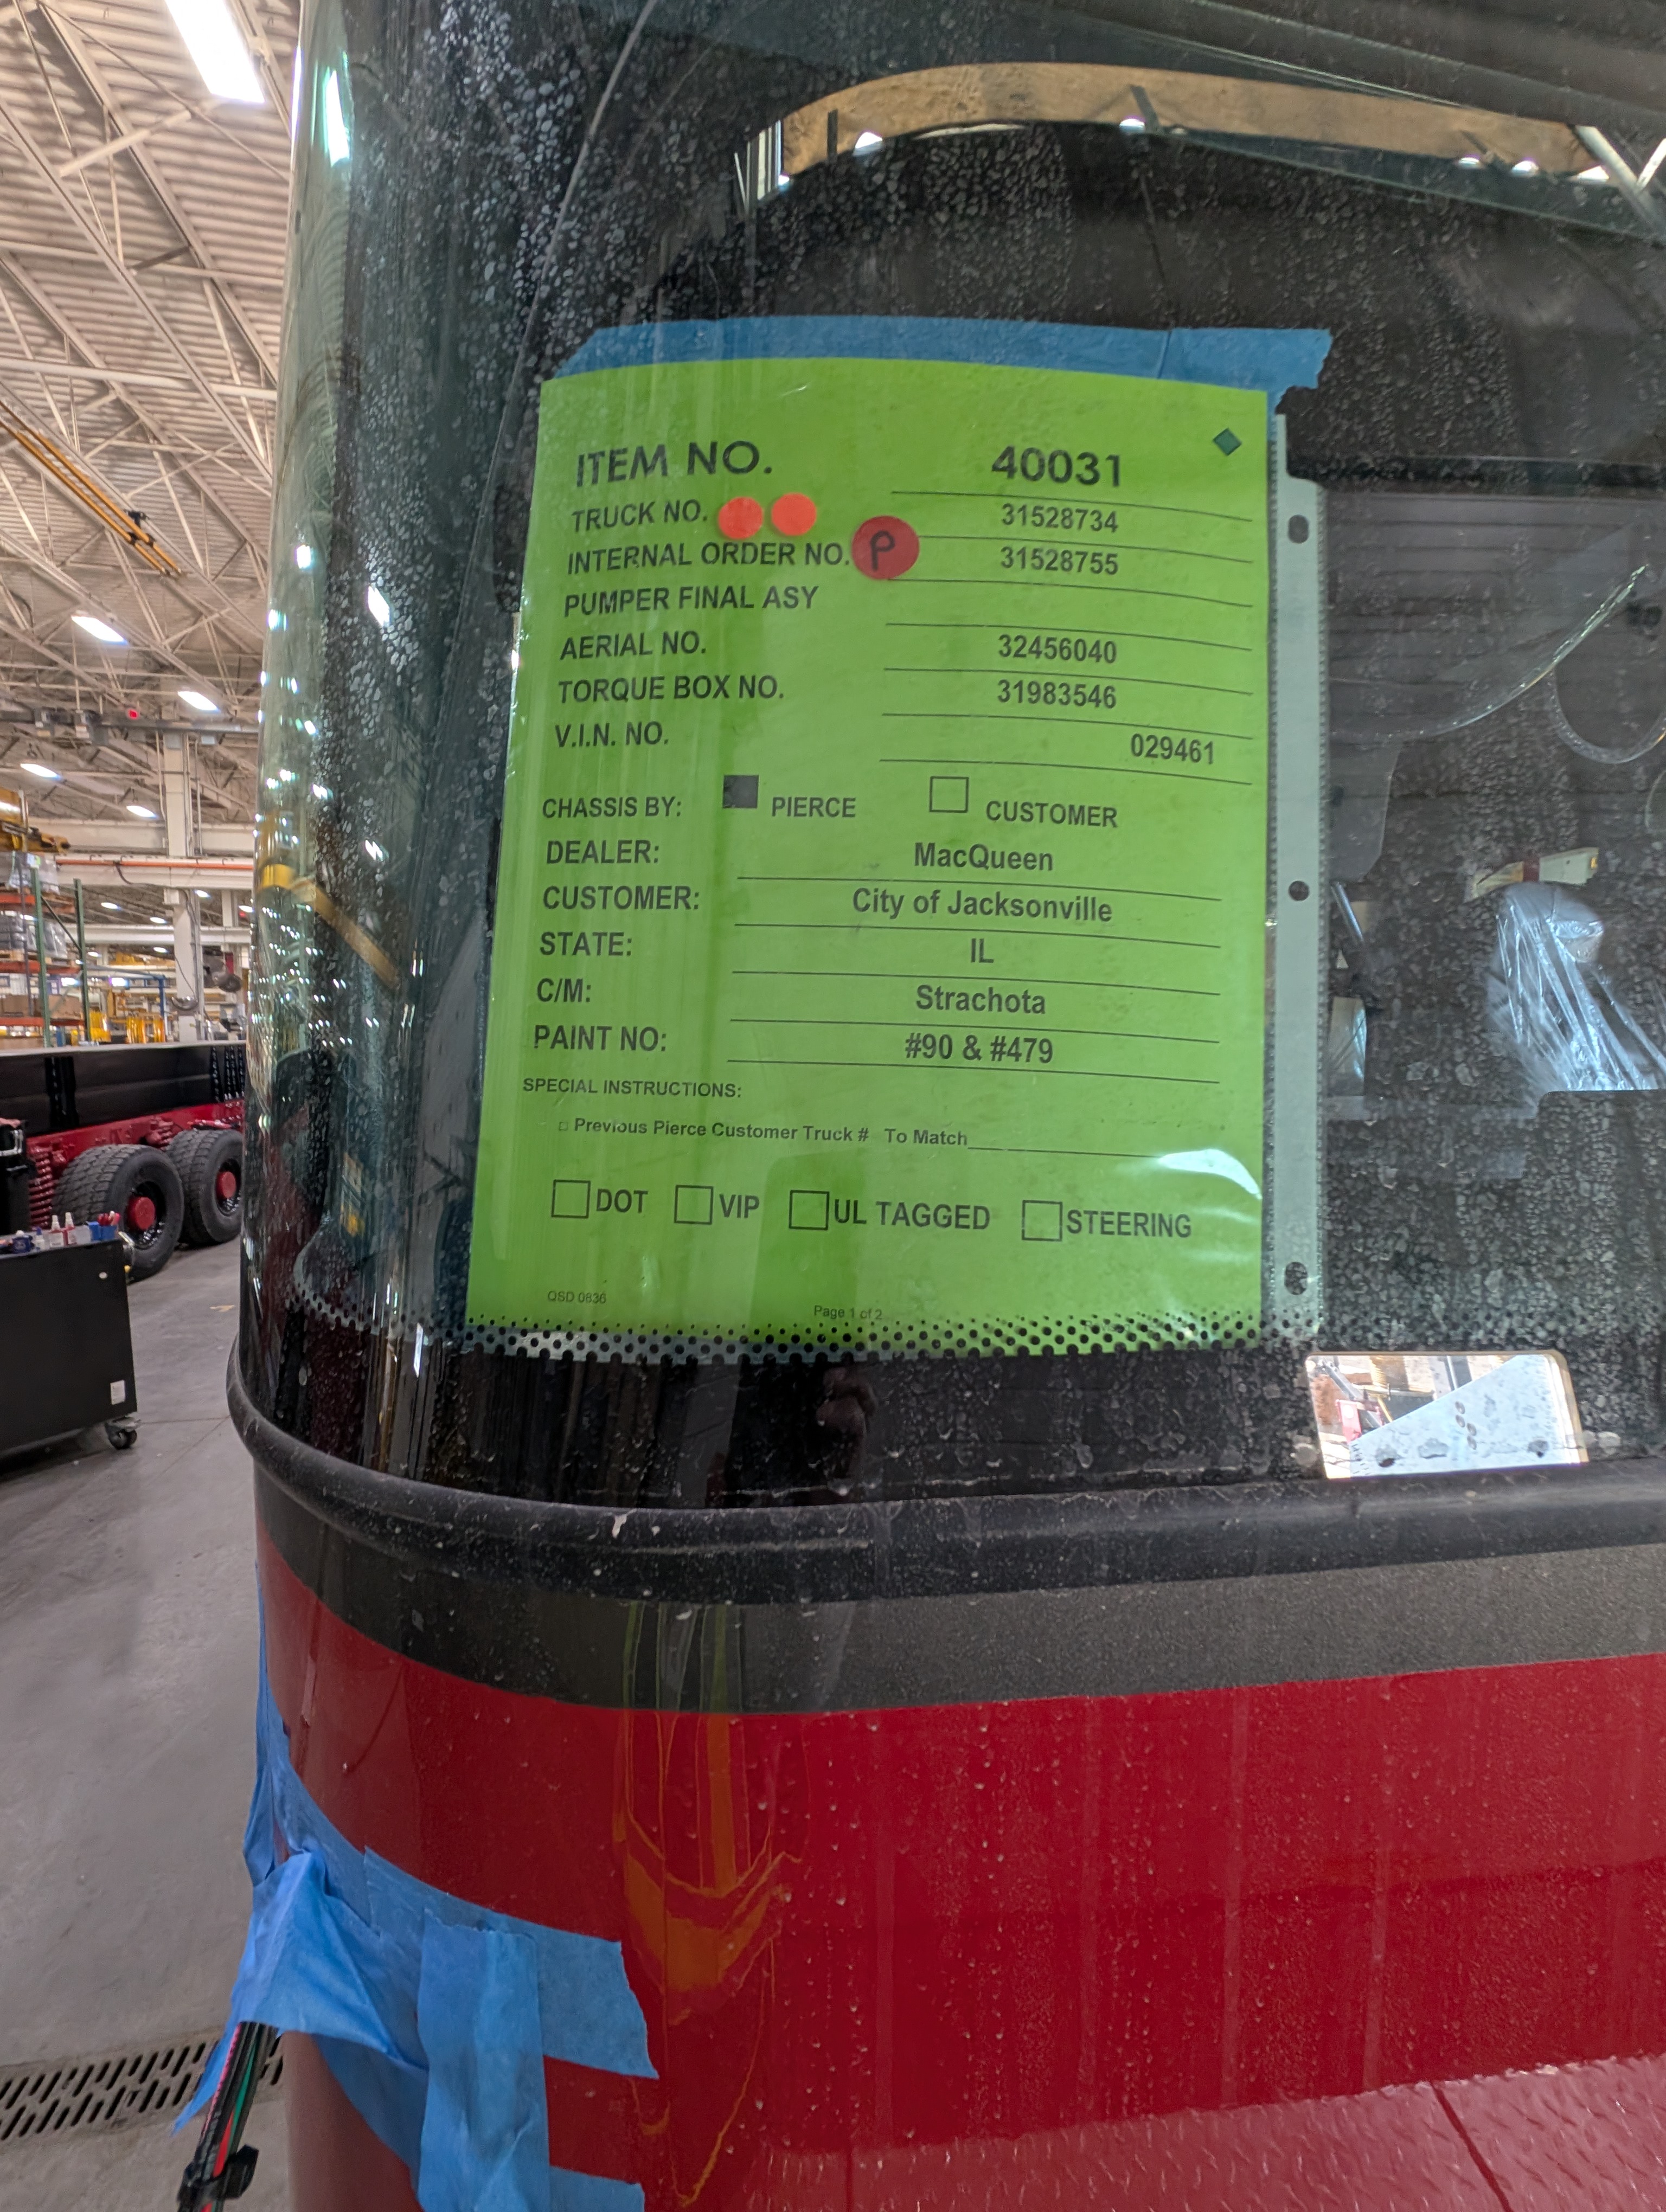 ITEM NO. 40031
TRUCK NO. 31528734
INTERNAL ORDER NO. P 31528755
PUMPER FINAL ASY
AERIAL NO. 32456040
TORQUE BOX NO. 31983546
V.I.N. NO. 029461
CHASSIS BY: PIERCE CUSTOMER
DEALER: MacQueen
CUSTOMER: City of Jacksonville
STATE: IL
C/M: Strachota
PAINT NO: #90 & #479
SPECIAL INSTRUCTIONS:
Previous Pierce Customer Truck # To Match
DOT VIP UL TAGGED STEERING
QSD 0836 Page 1 of 2